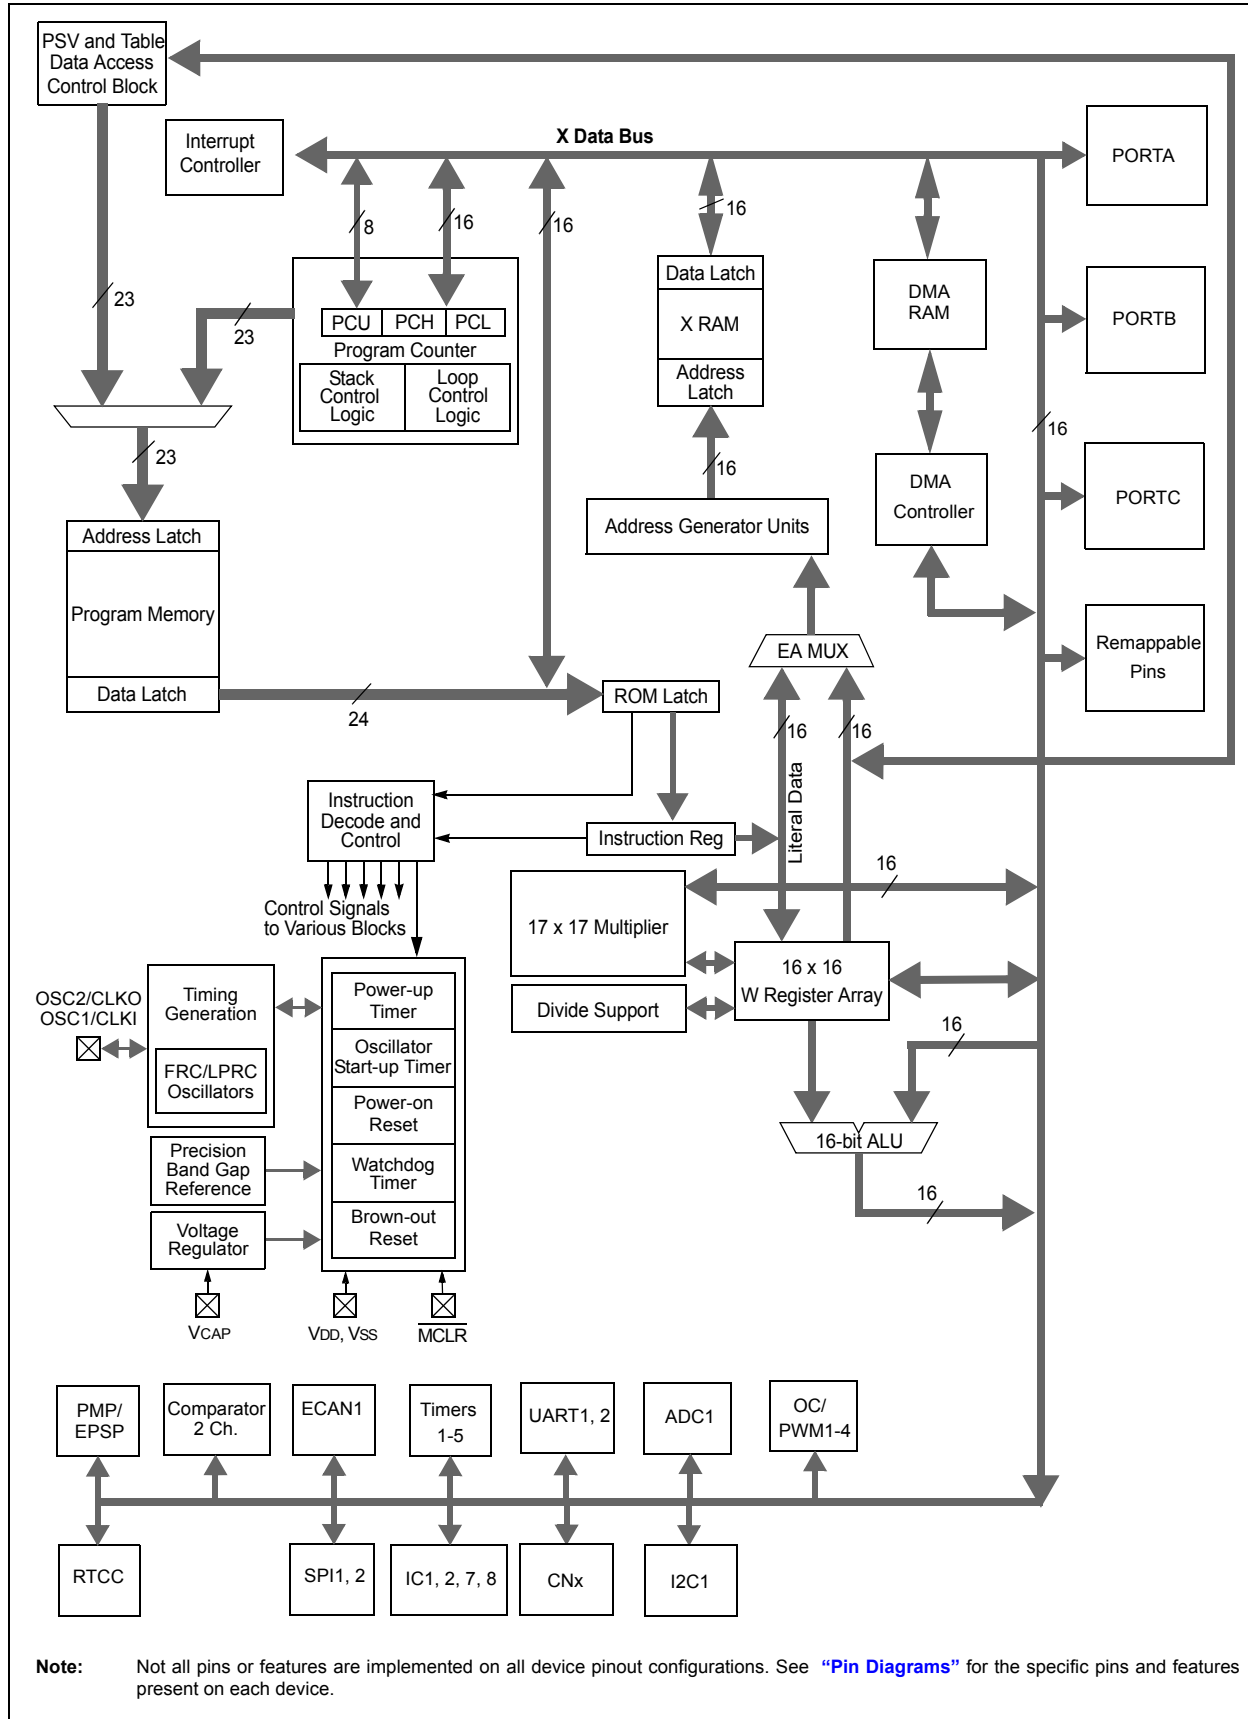 PSV and Table
Data Access
Control Block
Interrupt
Controller
X Data Bus
PORTA
8
16
16
16
Data Latch
X RAM
Address
Latch
DMA
RAM
PORTB
23
23
PCU PCH PCL
Program Counter
Stack
Control
Logic
Loop
Control
Logic
16
23
16
DMA
Controller
PORTC
Address Generator Units
Address Latch
Program Memory
Data Latch
24
EA MUX
Remappable
Pins
ROM Latch
16
16
Literal Data
Instruction
Decode and
Control
Instruction Reg
Control Signals
to Various Blocks
16
17 x 17 Multiplier
16 x 16
W Register Array
Divide Support
16
OSC2/CLKO
OSC1/CLKI
Timing
Generation
FRC/LPRC
Oscillators
Power-up
Timer
Oscillator
Start-up Timer
Power-on
Reset
Watchdog
Timer
Brown-out
Reset
Precision
Band Gap
Reference
Voltage
Regulator
16-bit ALU
16
VCAP
VDD, VSS
MCLR
PMP/
EPSP
Comparator
2 Ch.
ECAN1
Timers
1-5
UART1, 2
ADC1
OC/
PWM1-4
RTCC
SPI1, 2
IC1, 2, 7, 8
CNx
I2C1
Note: Not all pins or features are implemented on all device pinout configurations. See “Pin Diagrams” for the specific pins and features
present on each device.